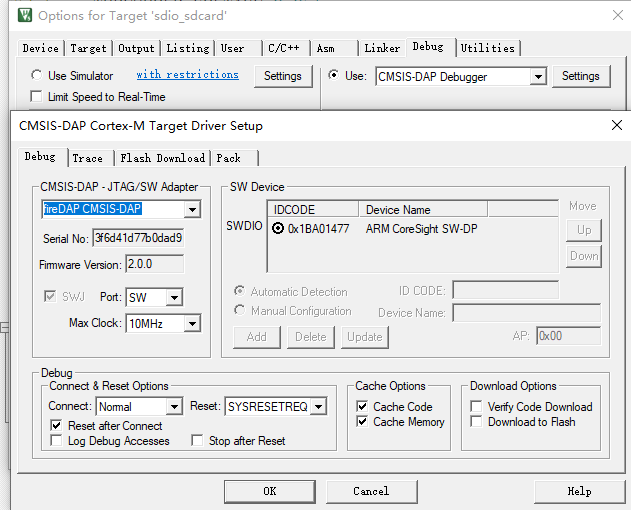 Options for Target 'sdio_sdcard'
Device Target Output Listing User C/C++ Asm Linker Debug Utilities
Use Simulator with restrictions Settings Use: CMSIS-DAP Debugger Settings
Limit Speed to Real-Time
CMSIS-DAP Cortex-M Target Driver Setup
Debug Trace Flash Download Pack
CMSIS-DAP - JTAG/SW Adapter
fireDAP CMSIS-DAP
Serial No: 3f6d41d77b0dad9
Firmware Version: 2.0.0
SWJ Port: SW
Max Clock: 10MHz
SW Device
IDCODE Device Name Move
SWDIO 0x1BA01477 ARM CoreSight SW-DP Up
Down
Automatic Detection ID CODE:
Manual Configuration Device Name:
Add Delete Update AP: 0x00
Debug
Connect & Reset Options
Connect: Normal Reset: SYSRESETREQ
Reset after Connect
Log Debug Accesses Stop after Reset
Cache Options
Cache Code
Cache Memory
Download Options
Verify Code Download
Download to Flash
OK Cancel Help